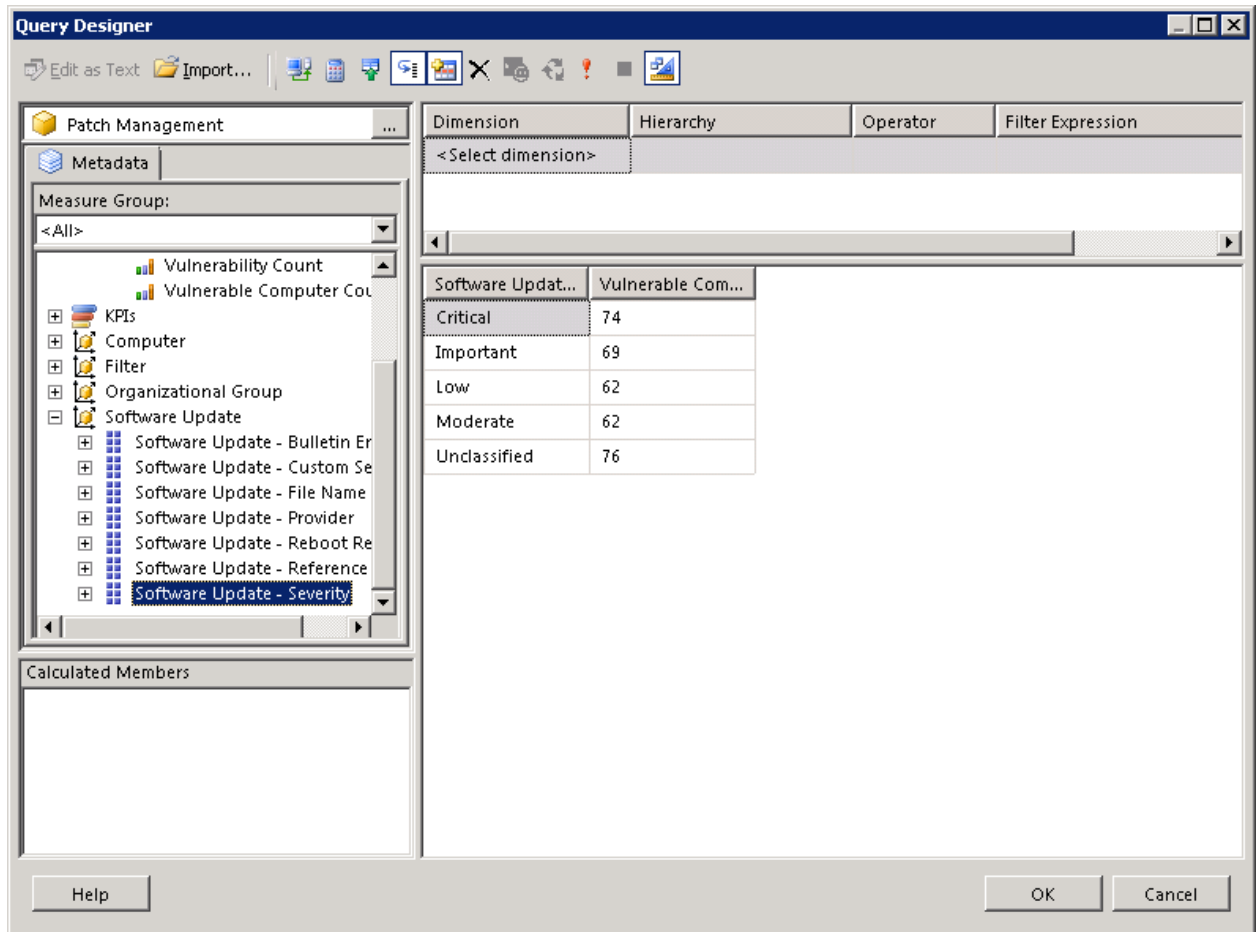 Query Designer
Edit as Text Import...
Patch Management ...
Metadata
Measure Group:
<All>
Vulnerability Count
Vulnerable Computer Cou
KPIs
Computer
Filter
Organizational Group
Software Update
Software Update - Bulletin Er
Software Update - Custom Se
Software Update - File Name
Software Update - Provider
Software Update - Reboot Re
Software Update - Reference
Software Update - Severity
Calculated Members
Dimension Hierarchy Operator Filter Expression
<Select dimension>
Software Updat... Vulnerable Com...
Critical 74
Important 69
Low 62
Moderate 62
Unclassified 76
Help OK Cancel